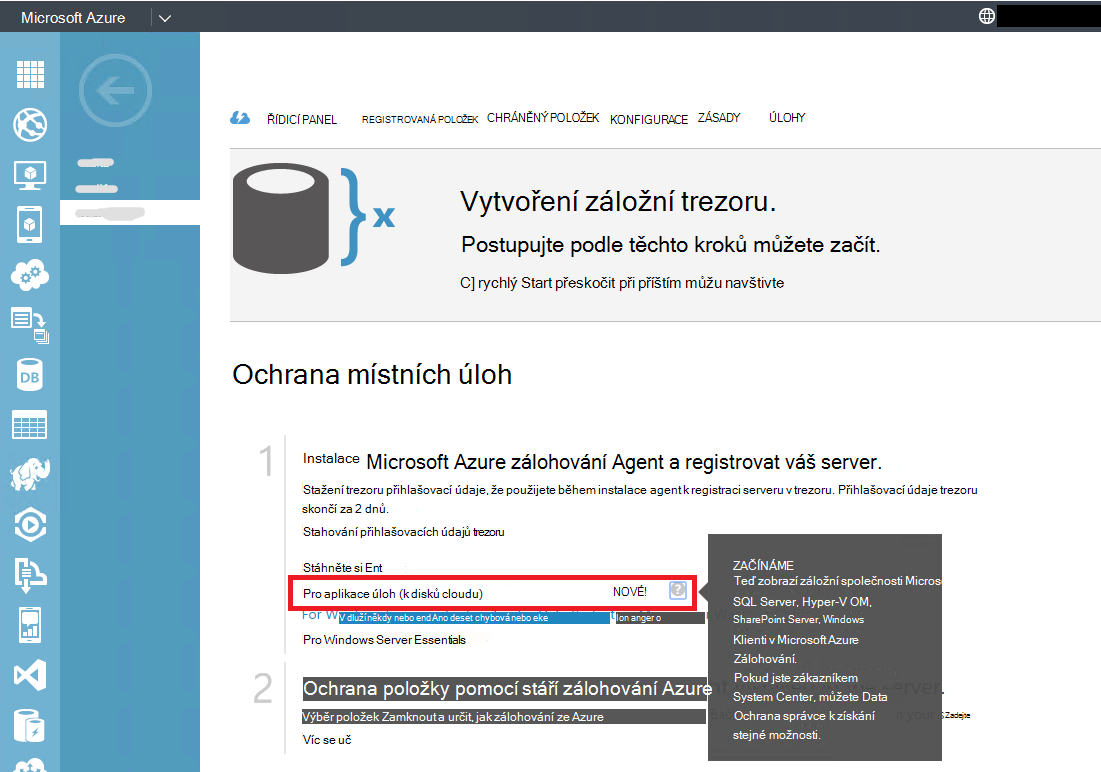 Microsoft Azure
ŘÍDICÍ PANEL REGISTROVANÁ POLOŽEK CHRÁNĚNÝ POLOŽEK KONFIGURACE ZÁSADY ÚLOHY
x
Vytvoření záložní trezoru.
Postupujte podle těchto kroků můžete začít.
C] rychlý Start přeskočit při příštím můžu navštivte
Ochrana místních úloh
1
Instalace Microsoft Azure zálohování Agent a registrovat váš server.
Stažení trezoru přihlašovací údaje, že použijete během instalace agent k registraci serveru v trezoru. Přihlašovací údaje trezoru
skončí za 2 dnů.
Stahování přihlašovacích údajů trezoru
Stáhněte si Ent
Pro aplikace úloh (k disků cloudu) NOVÉ! ?
For W
V dluží někdy nebo end Ano deset chybová nebo eke
Ion anger o
Pro Windows Server Essentials
ZAČÍNÁME
Teď zobrazí záložní společnosti Microso
SQL Server, Hyper-V OM,
SharePoint Server, Windows
Klienti v Microsoft Azure
Zálohování.
Pokud jste zákazníkem
System Center, můžete Data
Ochrana správce k získání
stejné možnosti.
2
Ochrana položky pomocí stáří zálohování Azure
erver.
Výběr položek Zamknout a určit, jak zálohování ze Azure
your s Zadejte
Víc se uč
DB